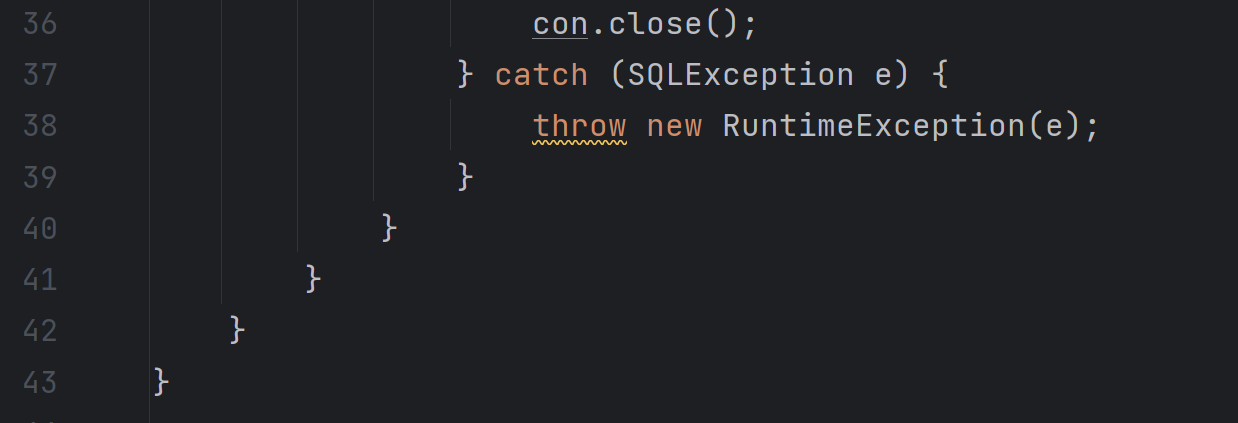 36 con.close();
37 } catch (SQLException e) {
38 throw new RuntimeException(e);
39 }
40 }
41 }
42 }
43 }